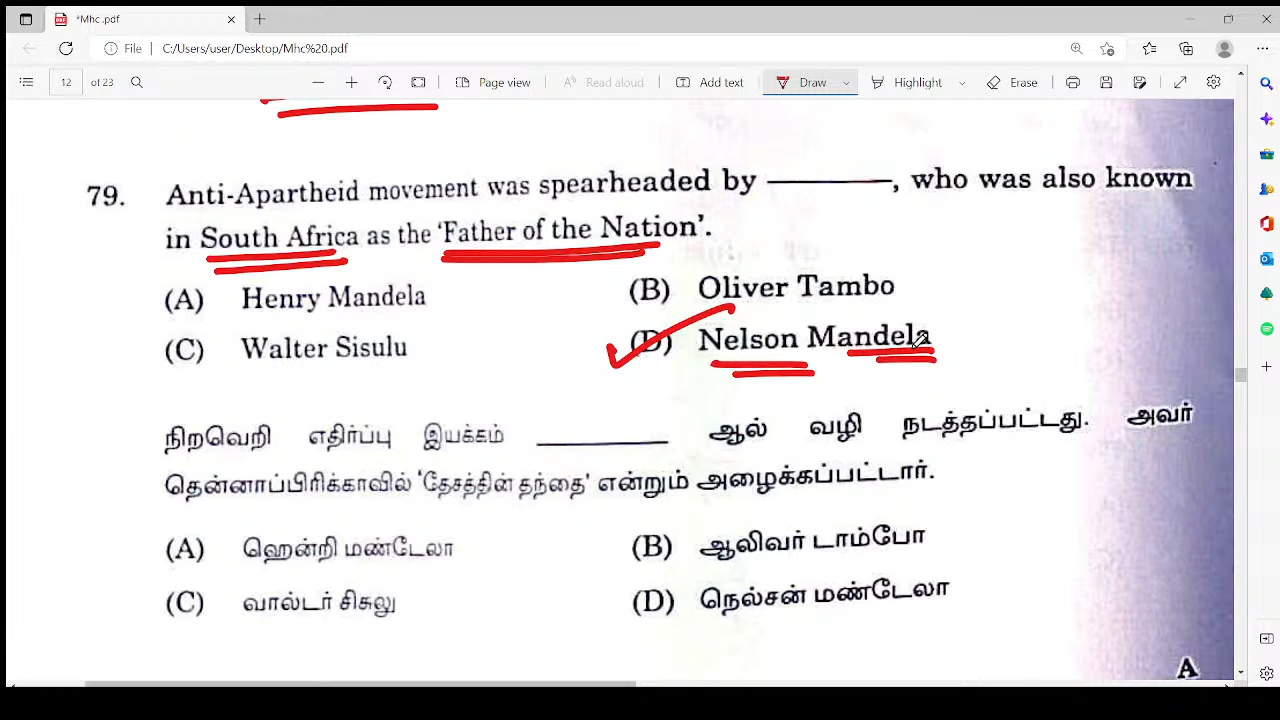 *Mhc .pdf
File | C:/Users/user/Desktop/Mhc%20.pdf
12 of 23 Page view Read aloud Add text Draw Highlight Erase
79. Anti-Apartheid movement was spearheaded by ————, who was also known
in South Africa as the ‘Father of the Nation’.
(A) Henry Mandela (B) Oliver Tambo
(C) Walter Sisulu (D) Nelson Mandela
நிறவெறி எதிர்ப்பு இயக்கம் ———— ஆல் வழி நடத்தப்பட்டது. அவர்
தென்னாப்பிரிக்காவில் ‘தேசத்தின் தந்தை’ என்றும் அழைக்கப்பட்டார்.
(A) ஹென்றி மண்டேலா (B) ஆலிவர் டாம்போ
(C) வால்டர் சிசுலு (D) நெல்சன் மண்டேலா
A